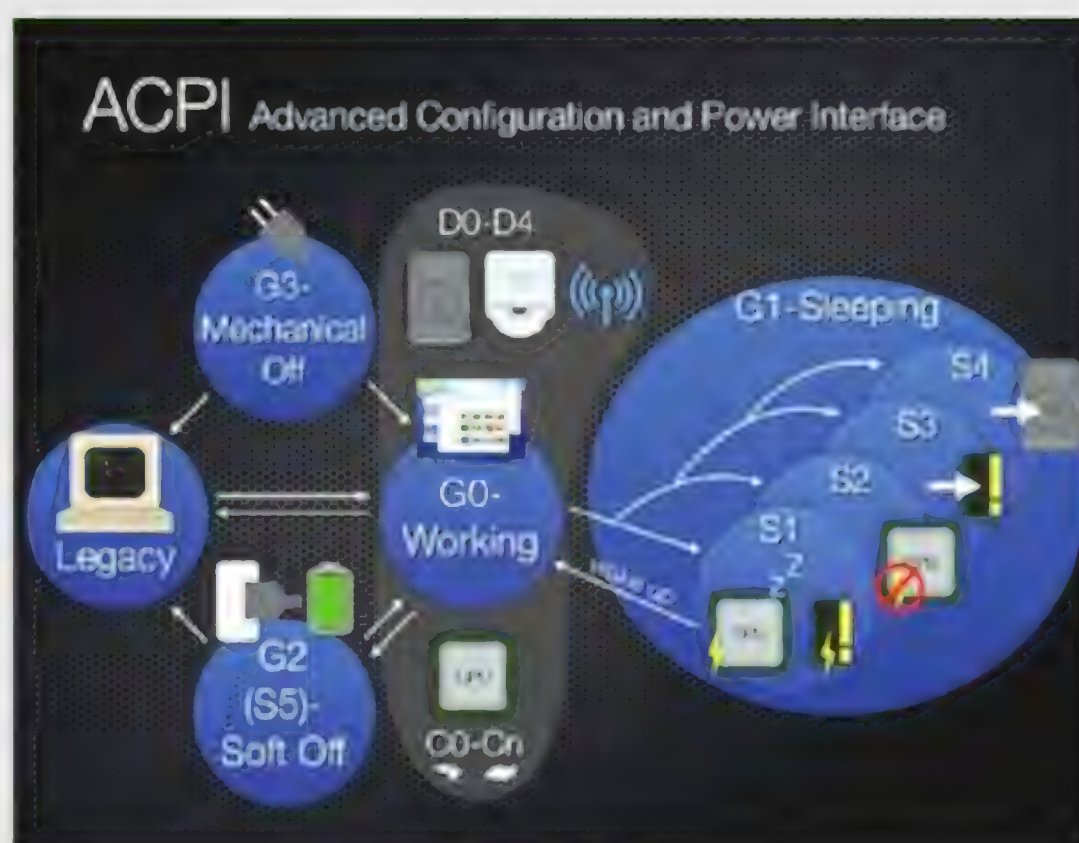 ACPI Advanced Configuration and Power Interface
D0-D4
G3-
Mechanical
Off
G1-Sleeping
S4
S3
S2
S1
G0-
Working
Legacy
G2
(S5)-
Soft Off
CPU
C0-Cn